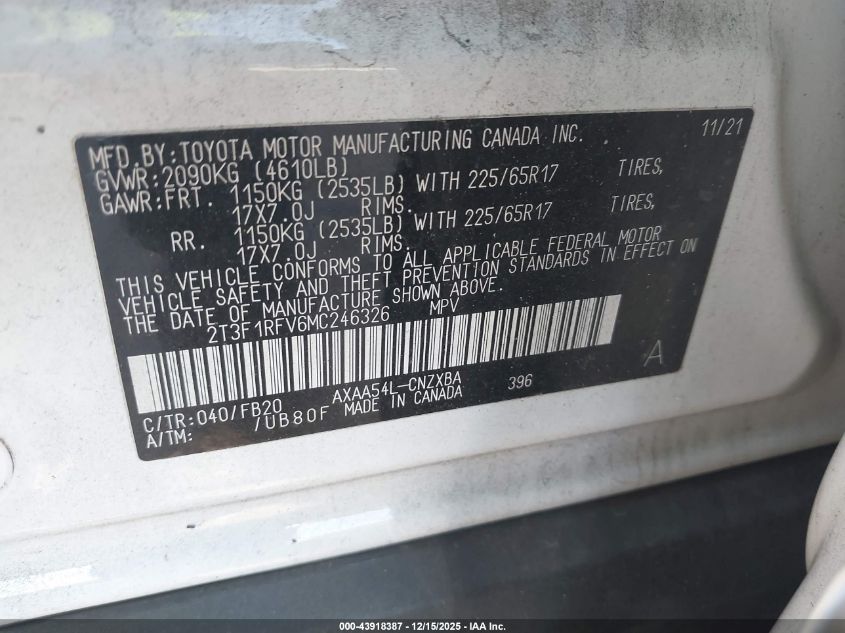 MFD.BY:TOYOTA MOTOR MANUFACTURING CANADA INC. 11/21
GVWR:2090KG (4610LB)
GAWR:FRT. 1150KG (2535LB) WITH 225/65R17 TIRES,
17X7.0J RIMS.
RR. 1150KG (2535LB) WITH 225/65R17 TIRES,
17X7.0J RIMS.
THIS VEHICLE CONFORMS TO ALL APPLICABLE FEDERAL MOTOR
VEHICLE SAFETY AND THEFT PREVENTION STANDARDS IN EFFECT ON
THE DATE OF MANUFACTURE SHOWN ABOVE.
2T3F1RFV6MC246326 MPV
A
C/TR:040/FB20 AXAA54L-CNZXBA 396
A/TM: /UB80F MADE IN CANADA
000-43918387 - 12/15/2025 - IAA Inc.